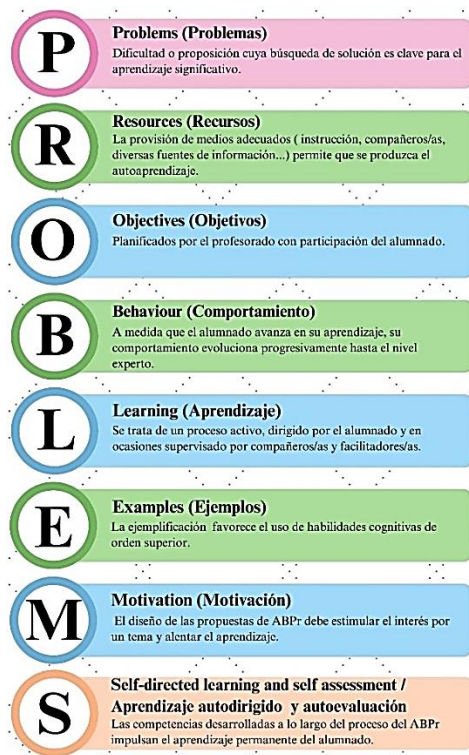 P
Problems (Problemas)
Dificultad o proposición cuya búsqueda de solución es clave para el
aprendizaje significativo.
R
Resources (Recursos)
La provisión de medios adecuados ( instrucción, compañeros/as,
diversas fuentes de información...) permite que se produzca el
autoaprendizaje.
O
Objectives (Objetivos)
Planificados por el profesorado con participación del alumnado.
B
Behaviour (Comportamiento)
A medida que el alumnado avanza en su aprendizaje, su
comportamiento evoluciona progresivamente hasta el nivel
experto.
L
Learning (Aprendizaje)
Se trata de un proceso activo, dirigido por el alumnado y en
ocasiones supervisado por compañeros/as y facilitadores/as.
E
Examples (Ejemplos)
La ejemplificación favorece el uso de habilidades cognitivas de
orden superior.
M
Motivation (Motivación)
El diseño de las propuestas de ABPr debe estimular el interés por
un tema y alentar el aprendizaje.
S
Self-directed learning and self assessment /
Aprendizaje autodirigido y autoevaluación
Las competencias desarrolladas a lo largo del proceso del ABPr
impulsan el aprendizaje permanente del alumnado.